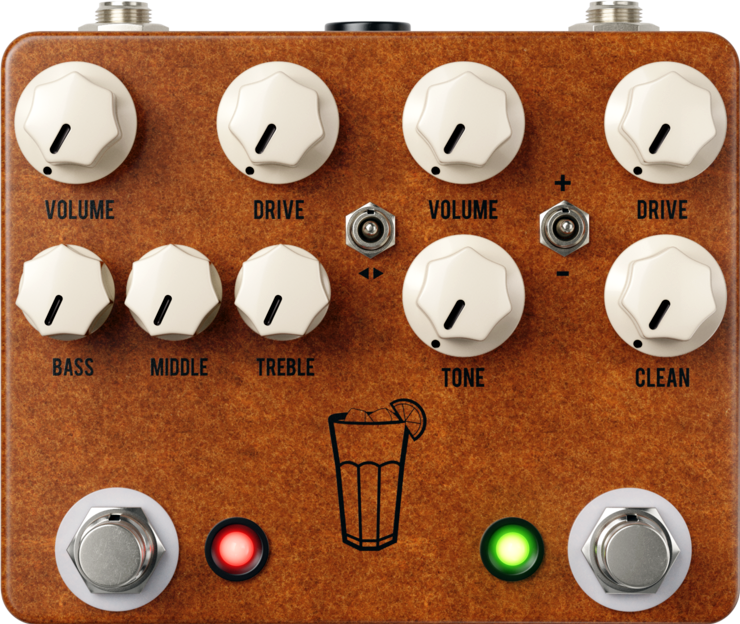 VOLUME DRIVE VOLUME DRIVE
+
◀ ▶
-
BASS MIDDLE TREBLE
TONE CLEAN